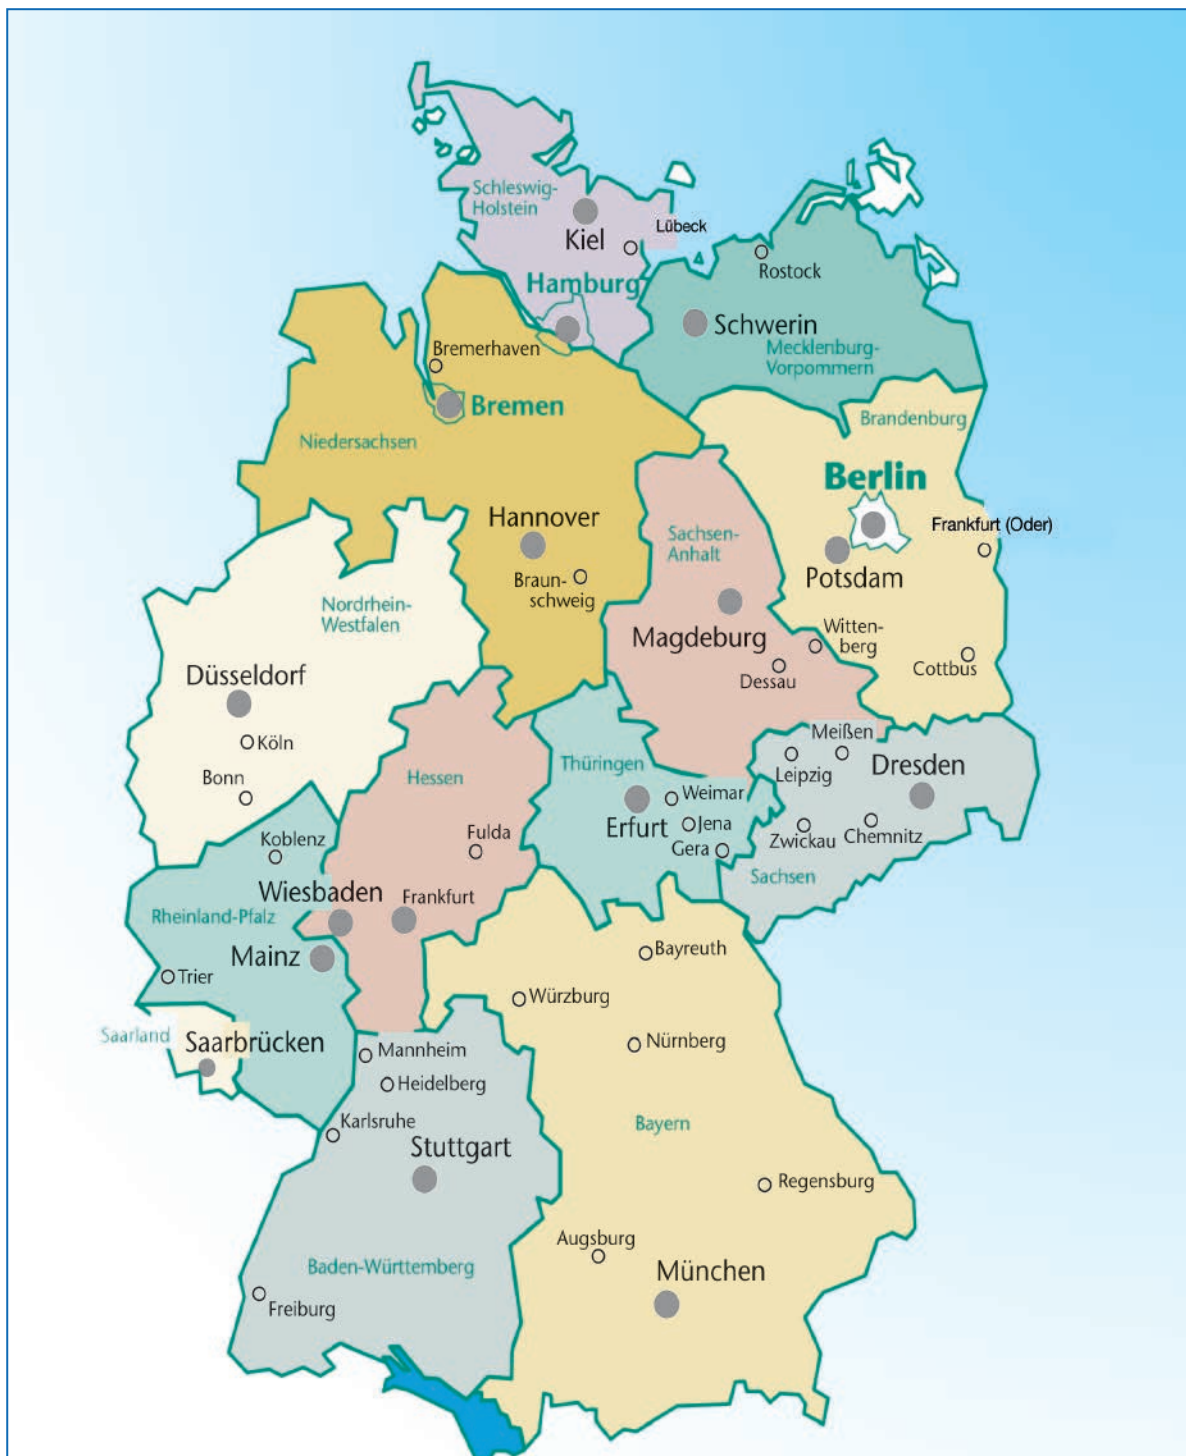 Schleswig-
Holstein
Kiel
Lübeck
Hamburg
Rostock
Schwerin
Mecklenburg-
Vorpommern
Bremerhaven
Bremen
Niedersachsen
Brandenburg
Berlin
Hannover
Braun-
schweig
Sachsen-
Anhalt
Frankfurt (Oder)
Potsdam
Nordrhein-
Westfalen
Magdeburg
Witten-
berg
Dessau
Cottbus
Düsseldorf
Köln
Bonn
Hessen
Thüringen
Meißen
Leipzig
Dresden
Weimar
Erfurt
Jena
Gera
Zwickau
Chemnitz
Sachsen
Koblenz
Fulda
Wiesbaden
Frankfurt
Rheinland-Pfalz
Mainz
Trier
Bayreuth
Würzburg
Saarland
Saarbrücken
Mannheim
Heidelberg
Nürnberg
Karlsruhe
Stuttgart
Bayern
Regensburg
Augsburg
Baden-Württemberg
München
Freiburg